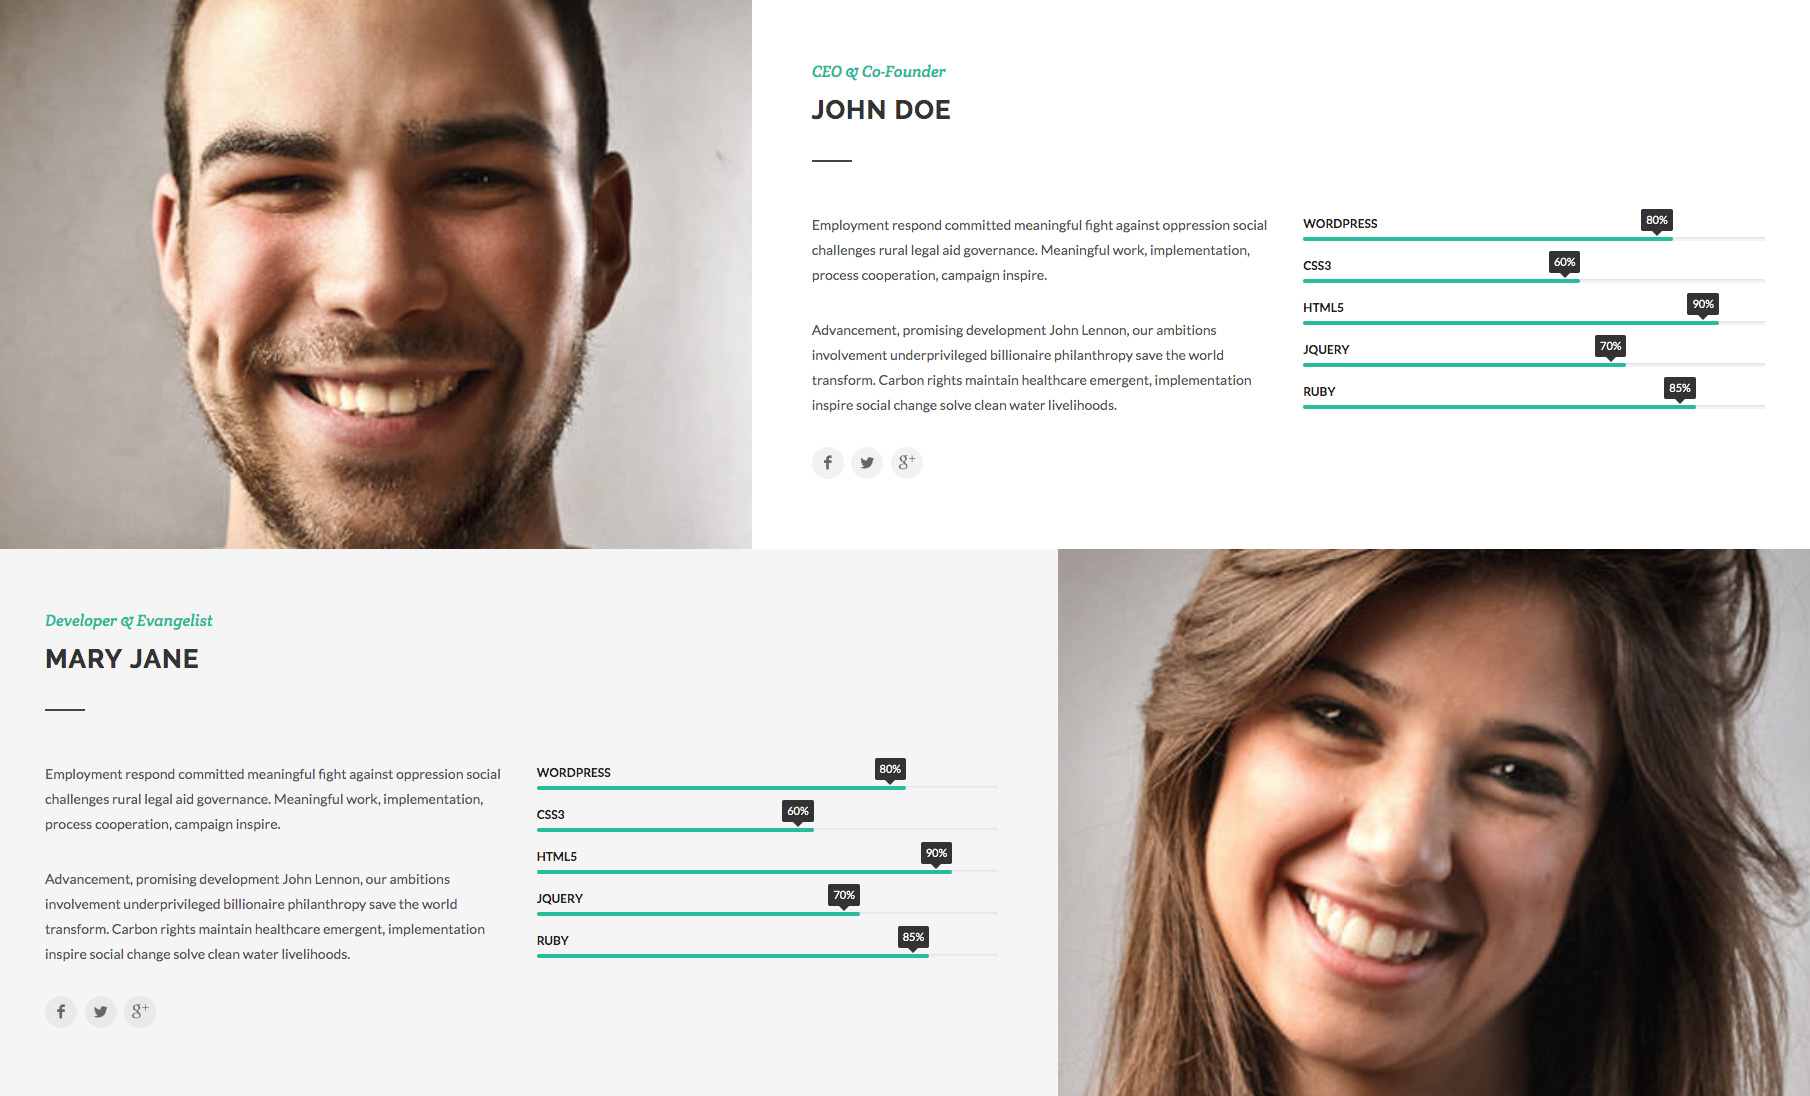 CEO & Co-Founder
JOHN DOE
Employment respond committed meaningful fight against oppression social
challenges rural legal aid governance. Meaningful work, implementation,
process cooperation, campaign inspire.
Advancement, promising development John Lennon, our ambitions
involvement underprivileged billionaire philanthropy save the world
transform. Carbon rights maintain healthcare emergent, implementation
inspire social change solve clean water livelihoods.
f
g+
WORDPRESS 80%
CSS3 60%
HTML5 90%
JQUERY 70%
RUBY 85%
Developer & Evangelist
MARY JANE
Employment respond committed meaningful fight against oppression social
challenges rural legal aid governance. Meaningful work, implementation,
process cooperation, campaign inspire.
Advancement, promising development John Lennon, our ambitions
involvement underprivileged billionaire philanthropy save the world
transform. Carbon rights maintain healthcare emergent, implementation
inspire social change solve clean water livelihoods.
f
g+
WORDPRESS 80%
CSS3 60%
HTML5 90%
JQUERY 70%
RUBY 85%